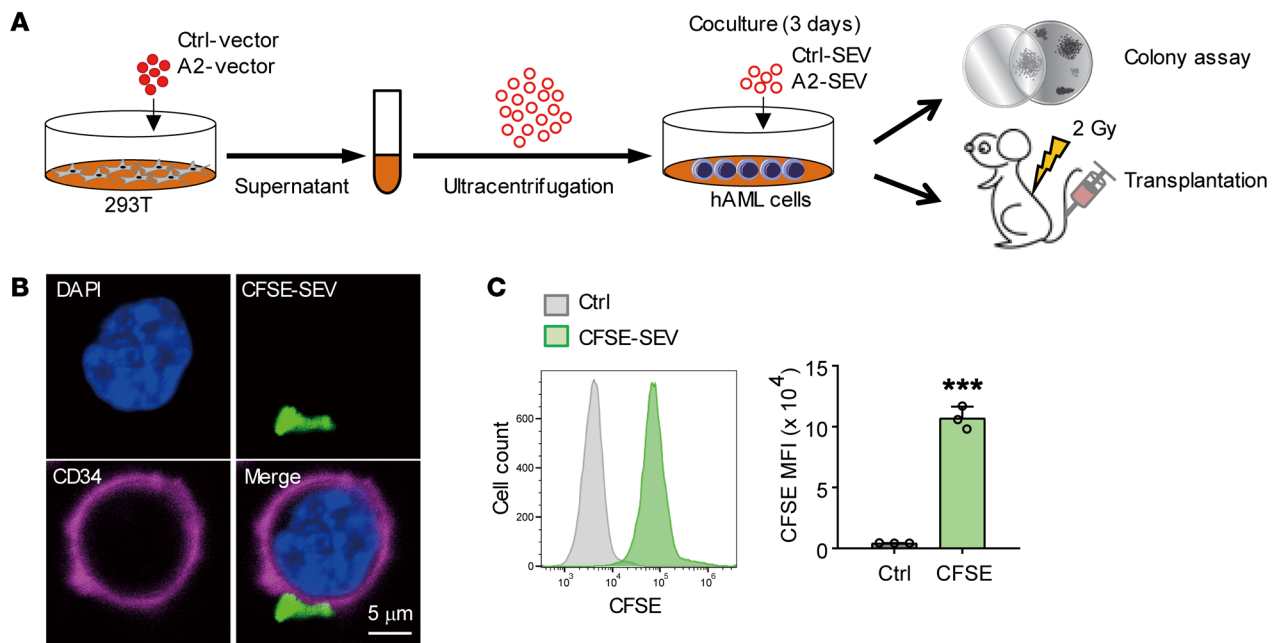 A
Ctrl-vector
A2-vector
293T
Supernatant
Ultracentrifugation
Coculture (3 days)
Ctrl-SEV
A2-SEV
hAML cells
Colony assay
2 Gy
Transplantation
B
DAPI
CFSE-SEV
CD34
Merge
5 μm
C
Ctrl
CFSE-SEV
Cell count
600
400
200
0
10³
10⁴
10⁵
10⁶
CFSE
CFSE MFI (x 10⁴)
15
10
5
0
***
Ctrl
CFSE